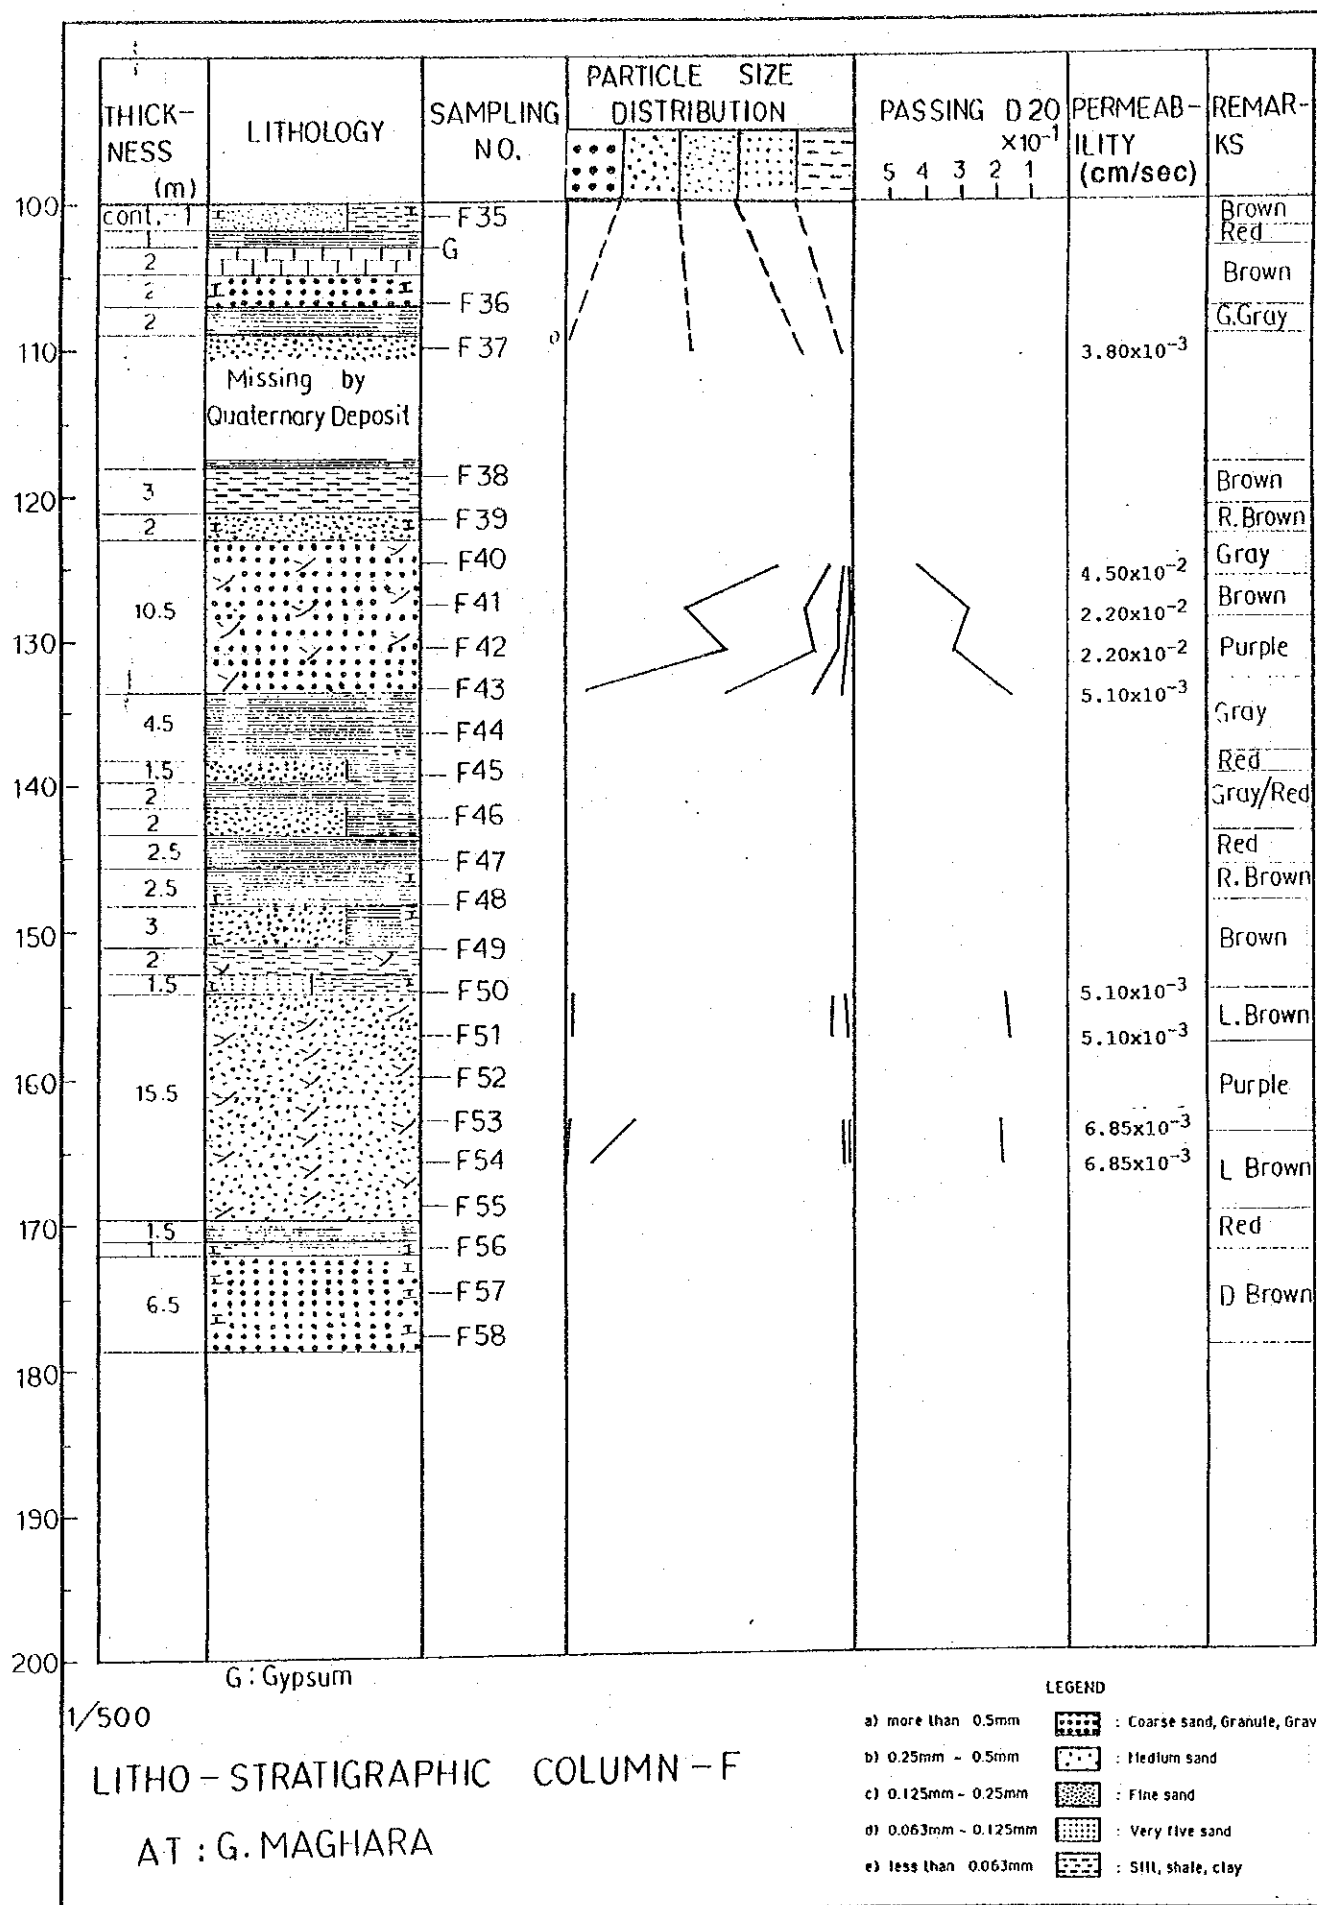 THICK-
NESS
(m)
LITHOLOGY
SAMPLING
NO.
PARTICLE SIZE
DISTRIBUTION
PASSING D20
×10⁻¹
5 4 3 2 1
PERMEAB-
ILITY
(cm/sec)
REMAR-
KS
100
110
120
130
140
150
160
170
180
190
200
cont.-1
1
2
2
2
3
2
10.5
4.5
1.5
2
2
2.5
2.5
3
2
1.5
15.5
1.5
1
6.5
Missing by
Quaternary Deposit
F35
G
F36
F37
F38
F39
F40
F41
F42
F43
F44
F45
F46
F47
F48
F49
F50
F51
F52
F53
F54
F55
F56
F57
F58
3.80x10⁻³
4.50x10⁻²
2.20x10⁻²
2.20x10⁻²
5.10x10⁻³
5.10x10⁻³
5.10x10⁻³
6.85x10⁻³
6.85x10⁻³
Brown
Red
Brown
G.Gray
Brown
R.Brown
Gray
Brown
Purple
Gray
Red
Gray/Red
Red
R.Brown
Brown
L.Brown
Purple
L Brown
Red
D Brown
G : Gypsum
1/500
LITHO-STRATIGRAPHIC COLUMN-F
AT : G. MAGHARA
LEGEND
a) more than 0.5mm : Coarse sand, Granule, Grav
b) 0.25mm ~ 0.5mm : Medium sand
c) 0.125mm ~ 0.25mm : Fine sand
d) 0.063mm ~ 0.125mm : Very five sand
e) less than 0.063mm : Silt, shale, clay